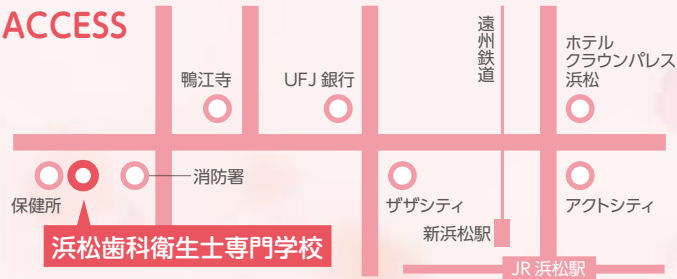 ACCESS
鴨江寺
UFJ 銀行
遠州鉄道
ホテル
クラウンパレス
浜松
保健所
消防署
ザザシティ
アクトシティ
新浜松駅
浜松歯科衛生士専門学校
JR 浜松駅